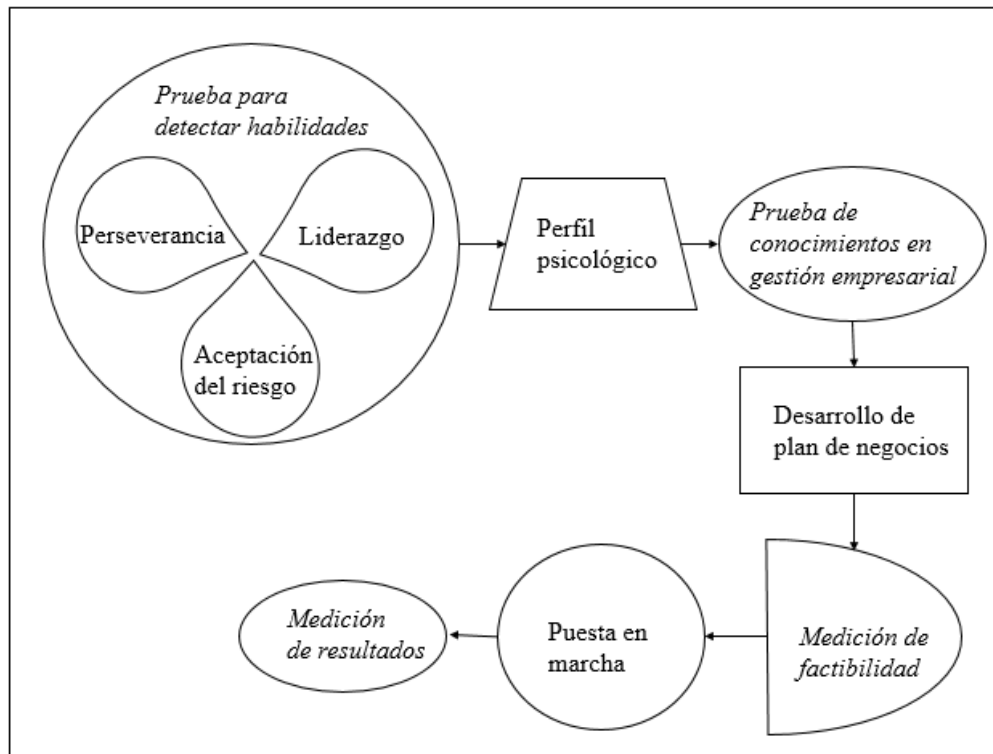 Prueba para
detectar habilidades
Perseverancia
Liderazgo
Aceptación
del riesgo
Perfil
psicológico
Prueba de
conocimientos en
gestión empresarial
Desarrollo de
plan de negocios
Medición de
factibilidad
Puesta en
marcha
Medición
de resultados